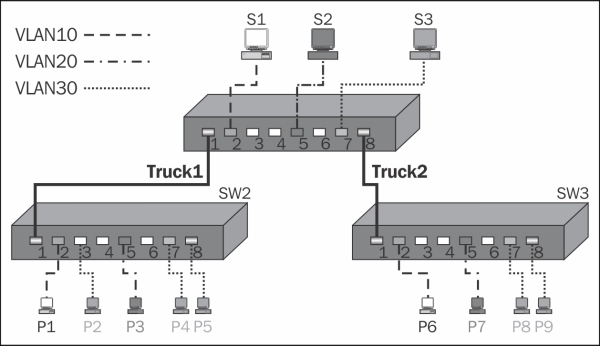 VLAN10
VLAN20
VLAN30
S1 S2 S3
1 2 3 4 5 6 7 8
Truck1 Truck2
SW2 SW3
1 2 3 4 5 6 7 8 1 2 3 4 5 6 7 8
P1 P2 P3 P4 P5 P6 P7 P8 P9